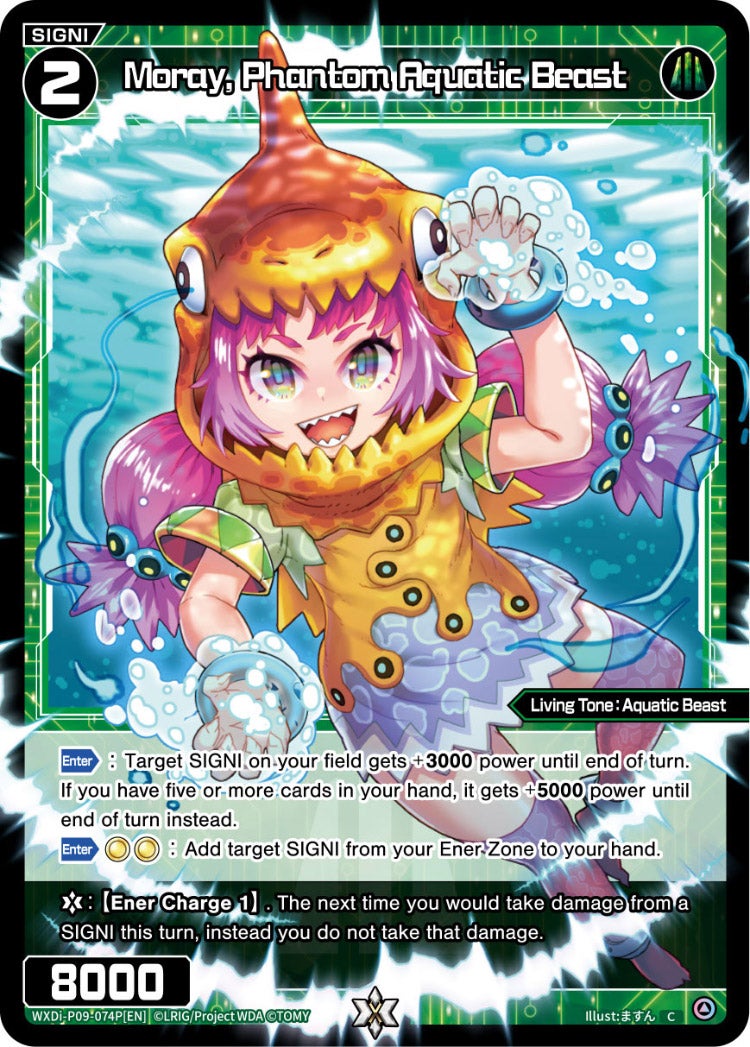 SIGNI
2
Moray, Phantom Aquatic Beast
Living Tone:Aquatic Beast
Enter : Target SIGNI on your field gets +3000 power until end of turn.
If you have five or more cards in your hand, it gets +5000 power until
end of turn instead.
Enter : Add target SIGNI from your Ener Zone to your hand.
: 【Ener Charge 1】. The next time you would take damage from a
SIGNI this turn, instead you do not take that damage.
8000
WXDi-P09-074P[EN] ©LRIG/Project WDA ©TOMY
Illust:ますん C